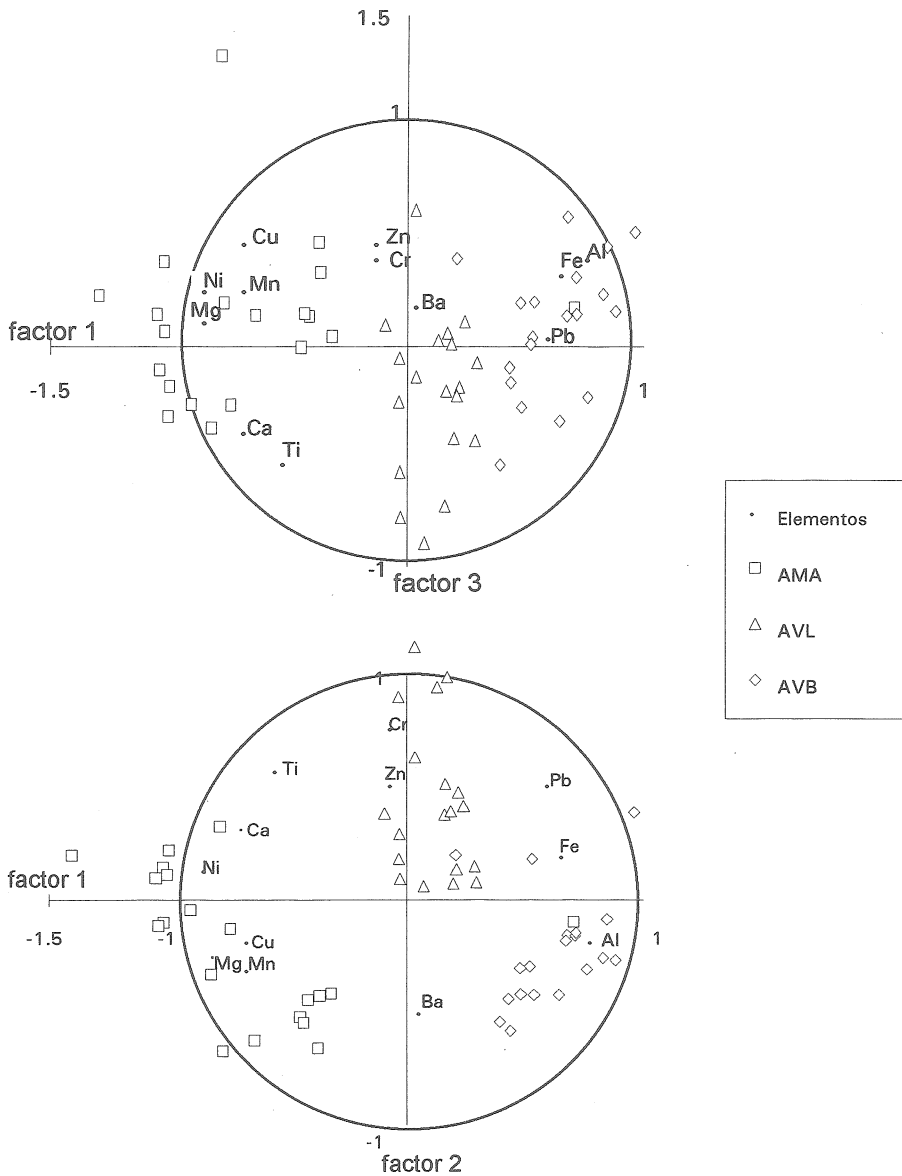 1.5
1
Cu
Zn
Cr
Al
Fe
Ni
Mn
Ba
Mg
Pb
factor 1
-1.5
1
Ca
Ti
-1
factor 3
Elementos
AMA
AVL
AVB
1
Cr
Ti
Zn
Pb
Ca
Fe
Ni
factor 1
-1.5
-1
Cu
Al
1
Mg
Mn
Ba
-1
factor 2